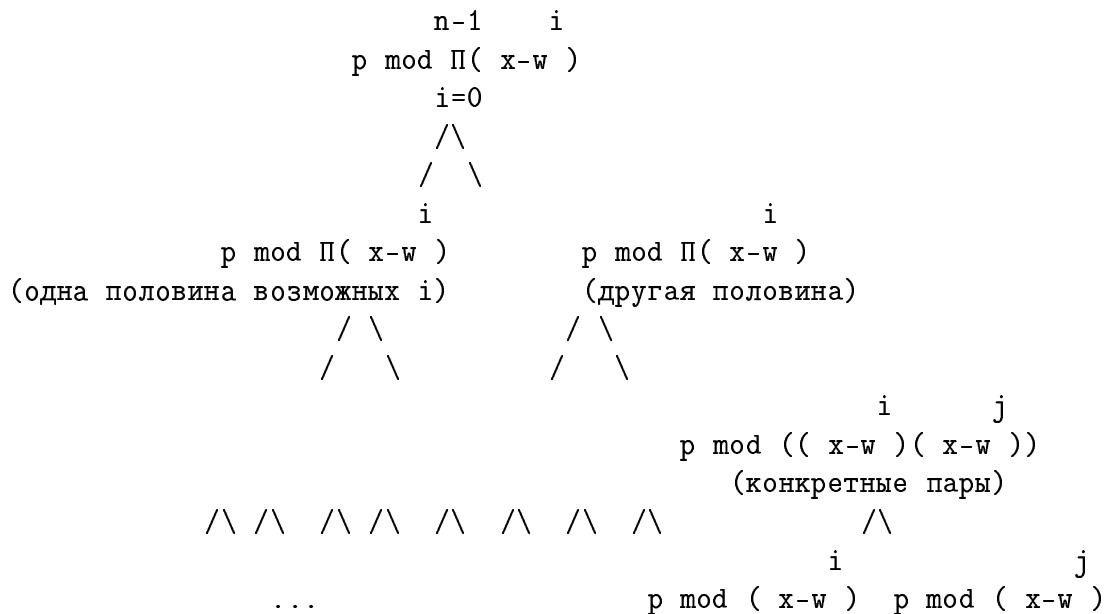 n-1 i
p mod Π( x-w )
i=0
/\
/ \
i i
p mod Π( x-w ) p mod Π( x-w )
(одна половина возможных i) (другая половина)
/ \ / \
/ \ / \
i j
p mod (( x-w )( x-w ))
(конкретные пары)
/\ /\ /\ /\ /\ /\ /\ /\ /\
i j
... p mod ( x-w ) p mod ( x-w )